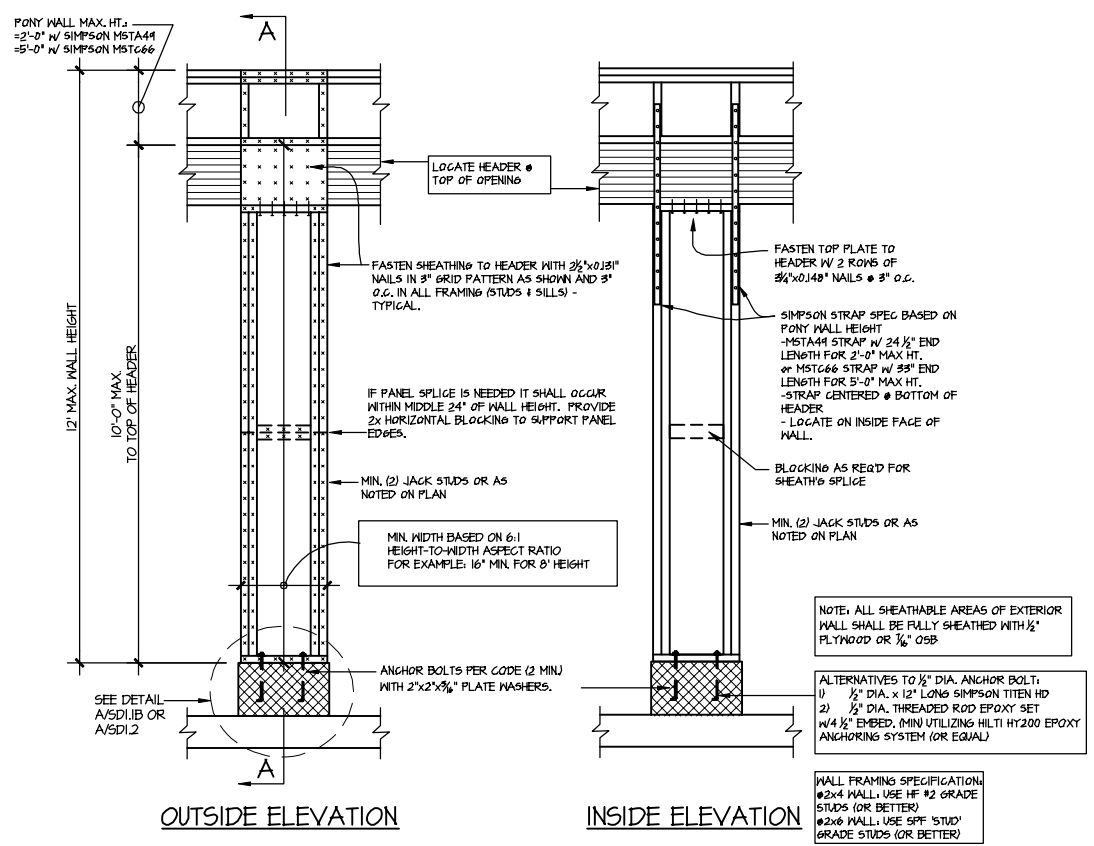 PONY WALL MAX. HT.:
=2'-0" W/ SIMPSON MSTA49
=5'-0" W/ SIMPSON MSTC66
A
12' MAX. WALL HEIGHT
10'-0" MAX.
TO TOP OF HEADER
LOCATE HEADER @
TOP OF OPENING
FASTEN SHEATHING TO HEADER WITH 2½"x0.131"
NAILS IN 3" GRID PATTERN AS SHOWN AND 3"
O.C. IN ALL FRAMING (STUDS & SILLS) -
TYPICAL.
IF PANEL SPLICE IS NEEDED IT SHALL OCCUR
WITHIN MIDDLE 24" OF WALL HEIGHT. PROVIDE
2x HORIZONTAL BLOCKING TO SUPPORT PANEL
EDGES.
MIN. (2) JACK STUDS OR AS
NOTED ON PLAN
MIN. WIDTH BASED ON 6:1
HEIGHT-TO-WIDTH ASPECT RATIO
FOR EXAMPLE: 16" MIN. FOR 8' HEIGHT
ANCHOR BOLTS PER CODE (2 MIN.)
WITH 2"x2"x3/16" PLATE WASHERS.
SEE DETAIL
A/SD1.1B OR
A/SD1.2
A
OUTSIDE ELEVATION
FASTEN TOP PLATE TO
HEADER W/ 2 ROWS OF
3¼"x0.148" NAILS @ 3" O.C.
SIMPSON STRAP SPEC BASED ON
PONY WALL HEIGHT
-MSTA49 STRAP W/ 24 ½" END
LENGTH FOR 2'-0" MAX HT.
or MSTC66 STRAP W/ 33" END
LENGTH FOR 5'-0" MAX HT.
-STRAP CENTERED @ BOTTOM OF
HEADER
- LOCATE ON INSIDE FACE OF
WALL.
BLOCKING AS REQ'D FOR
SHEATH'G SPLICE
MIN. (2) JACK STUDS OR AS
NOTED ON PLAN
NOTE: ALL SHEATHABLE AREAS OF EXTERIOR
WALL SHALL BE FULLY SHEATHED WITH ½"
PLYWOOD OR 7/16" OSB
ALTERNATIVES TO ½" DIA. ANCHOR BOLT:
1) ½" DIA. x 12" LONG SIMPSON TITEN HD
2) ½" DIA. THREADED ROD EPOXY SET
W/4 ½" EMBED. (MIN) UTILIZING HILTI HY200 EPOXY
ANCHORING SYSTEM (OR EQUAL)
WALL FRAMING SPECIFICATION:
@2x4 WALL: USE HF #2 GRADE
STUDS (OR BETTER)
@2x6 WALL: USE SPF 'STUD'
GRADE STUDS (OR BETTER)
INSIDE ELEVATION